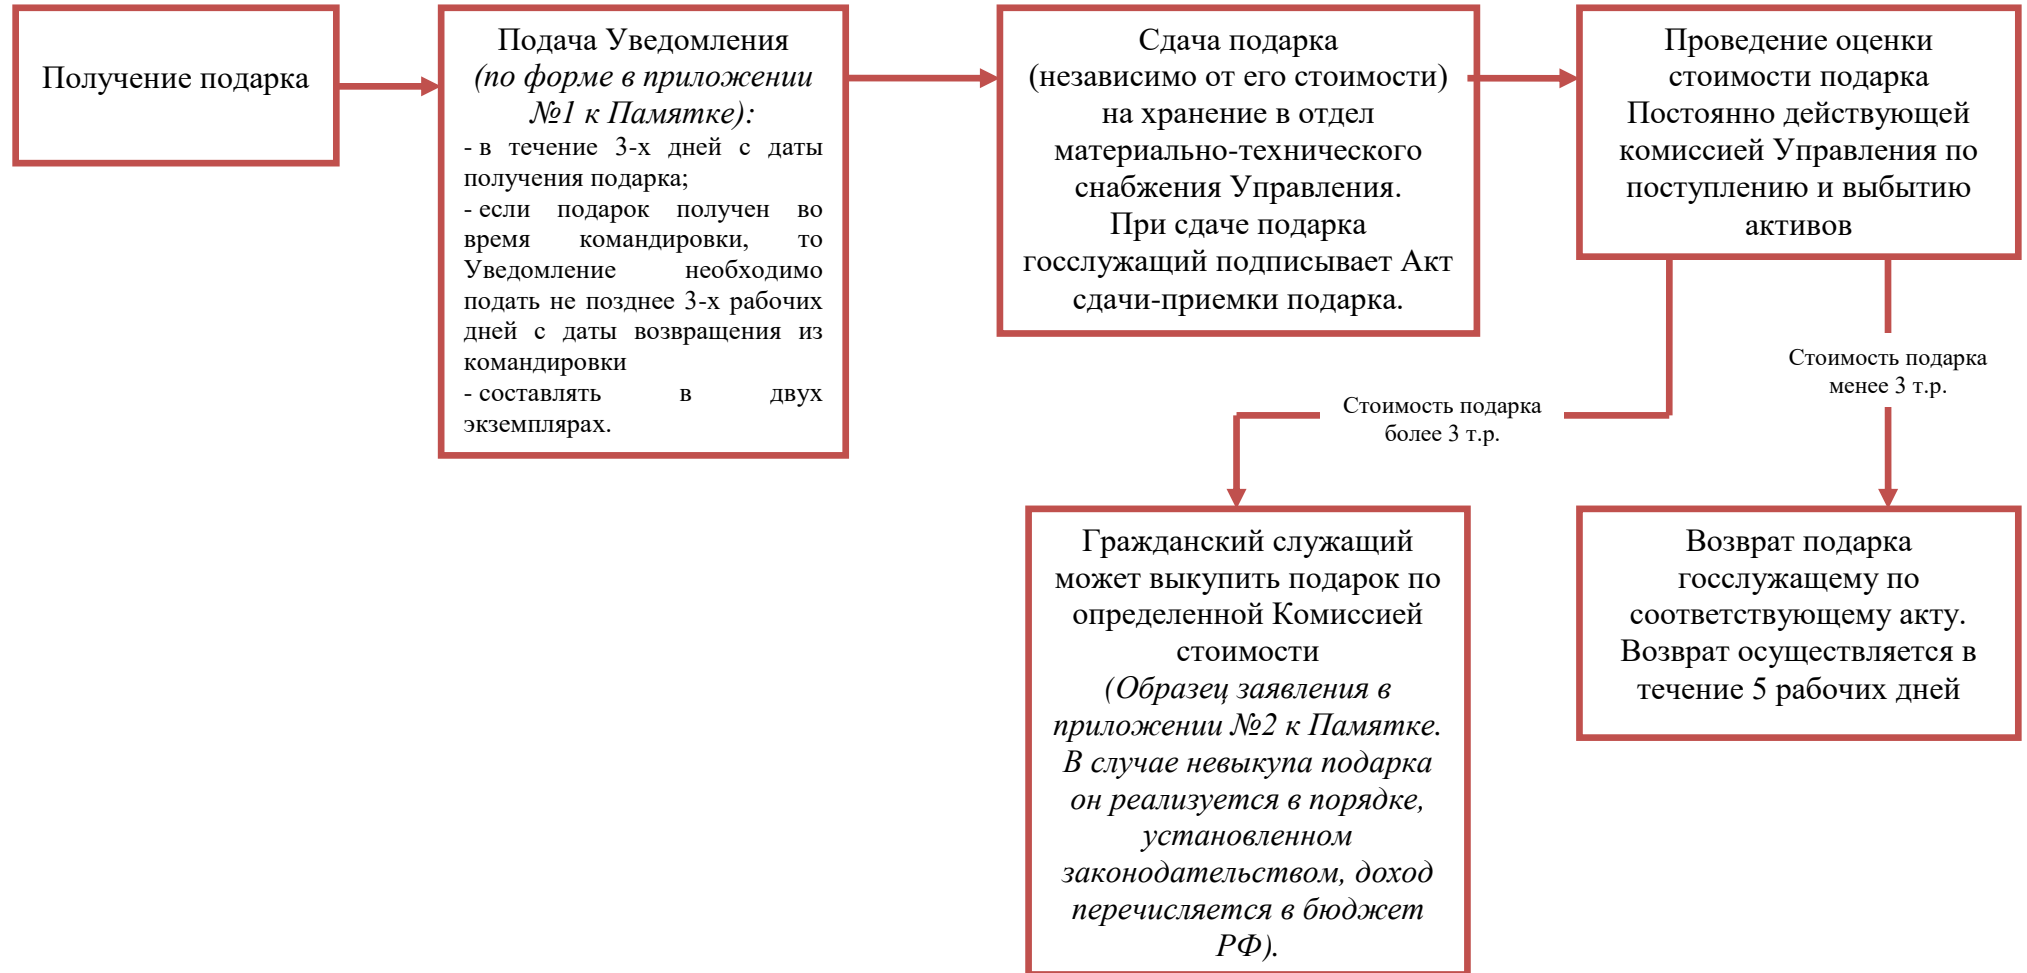 Получение подарка
Подача Уведомления
(по форме в приложении
№1 к Памятке):
- в течение 3-х дней с даты
получения подарка;
- если подарок получен во
время командировки, то
Уведомление необходимо
подать не позднее 3-х рабочих
дней с даты возвращения из
командировки
- составлять в двух
экземплярах.
Сдача подарка
(независимо от его стоимости)
на хранение в отдел
материально-технического
снабжения Управления.
При сдаче подарка
госслужащий подписывает Акт
сдачи-приемки подарка.
Проведение оценки
стоимости подарка
Постоянно действующей
комиссией Управления по
поступлению и выбытию
активов
Стоимость подарка
более 3 т.р.
Стоимость подарка
менее 3 т.р.
Гражданский служащий
может выкупить подарок по
определенной Комиссией
стоимости
(Образец заявления в
приложении №2 к Памятке.
В случае невыкупа подарка
он реализуется в порядке,
установленном
законодательством, доход
перечисляется в бюджет
РФ).
Возврат подарка
госслужащему по
соответствующему акту.
Возврат осуществляется в
течение 5 рабочих дней